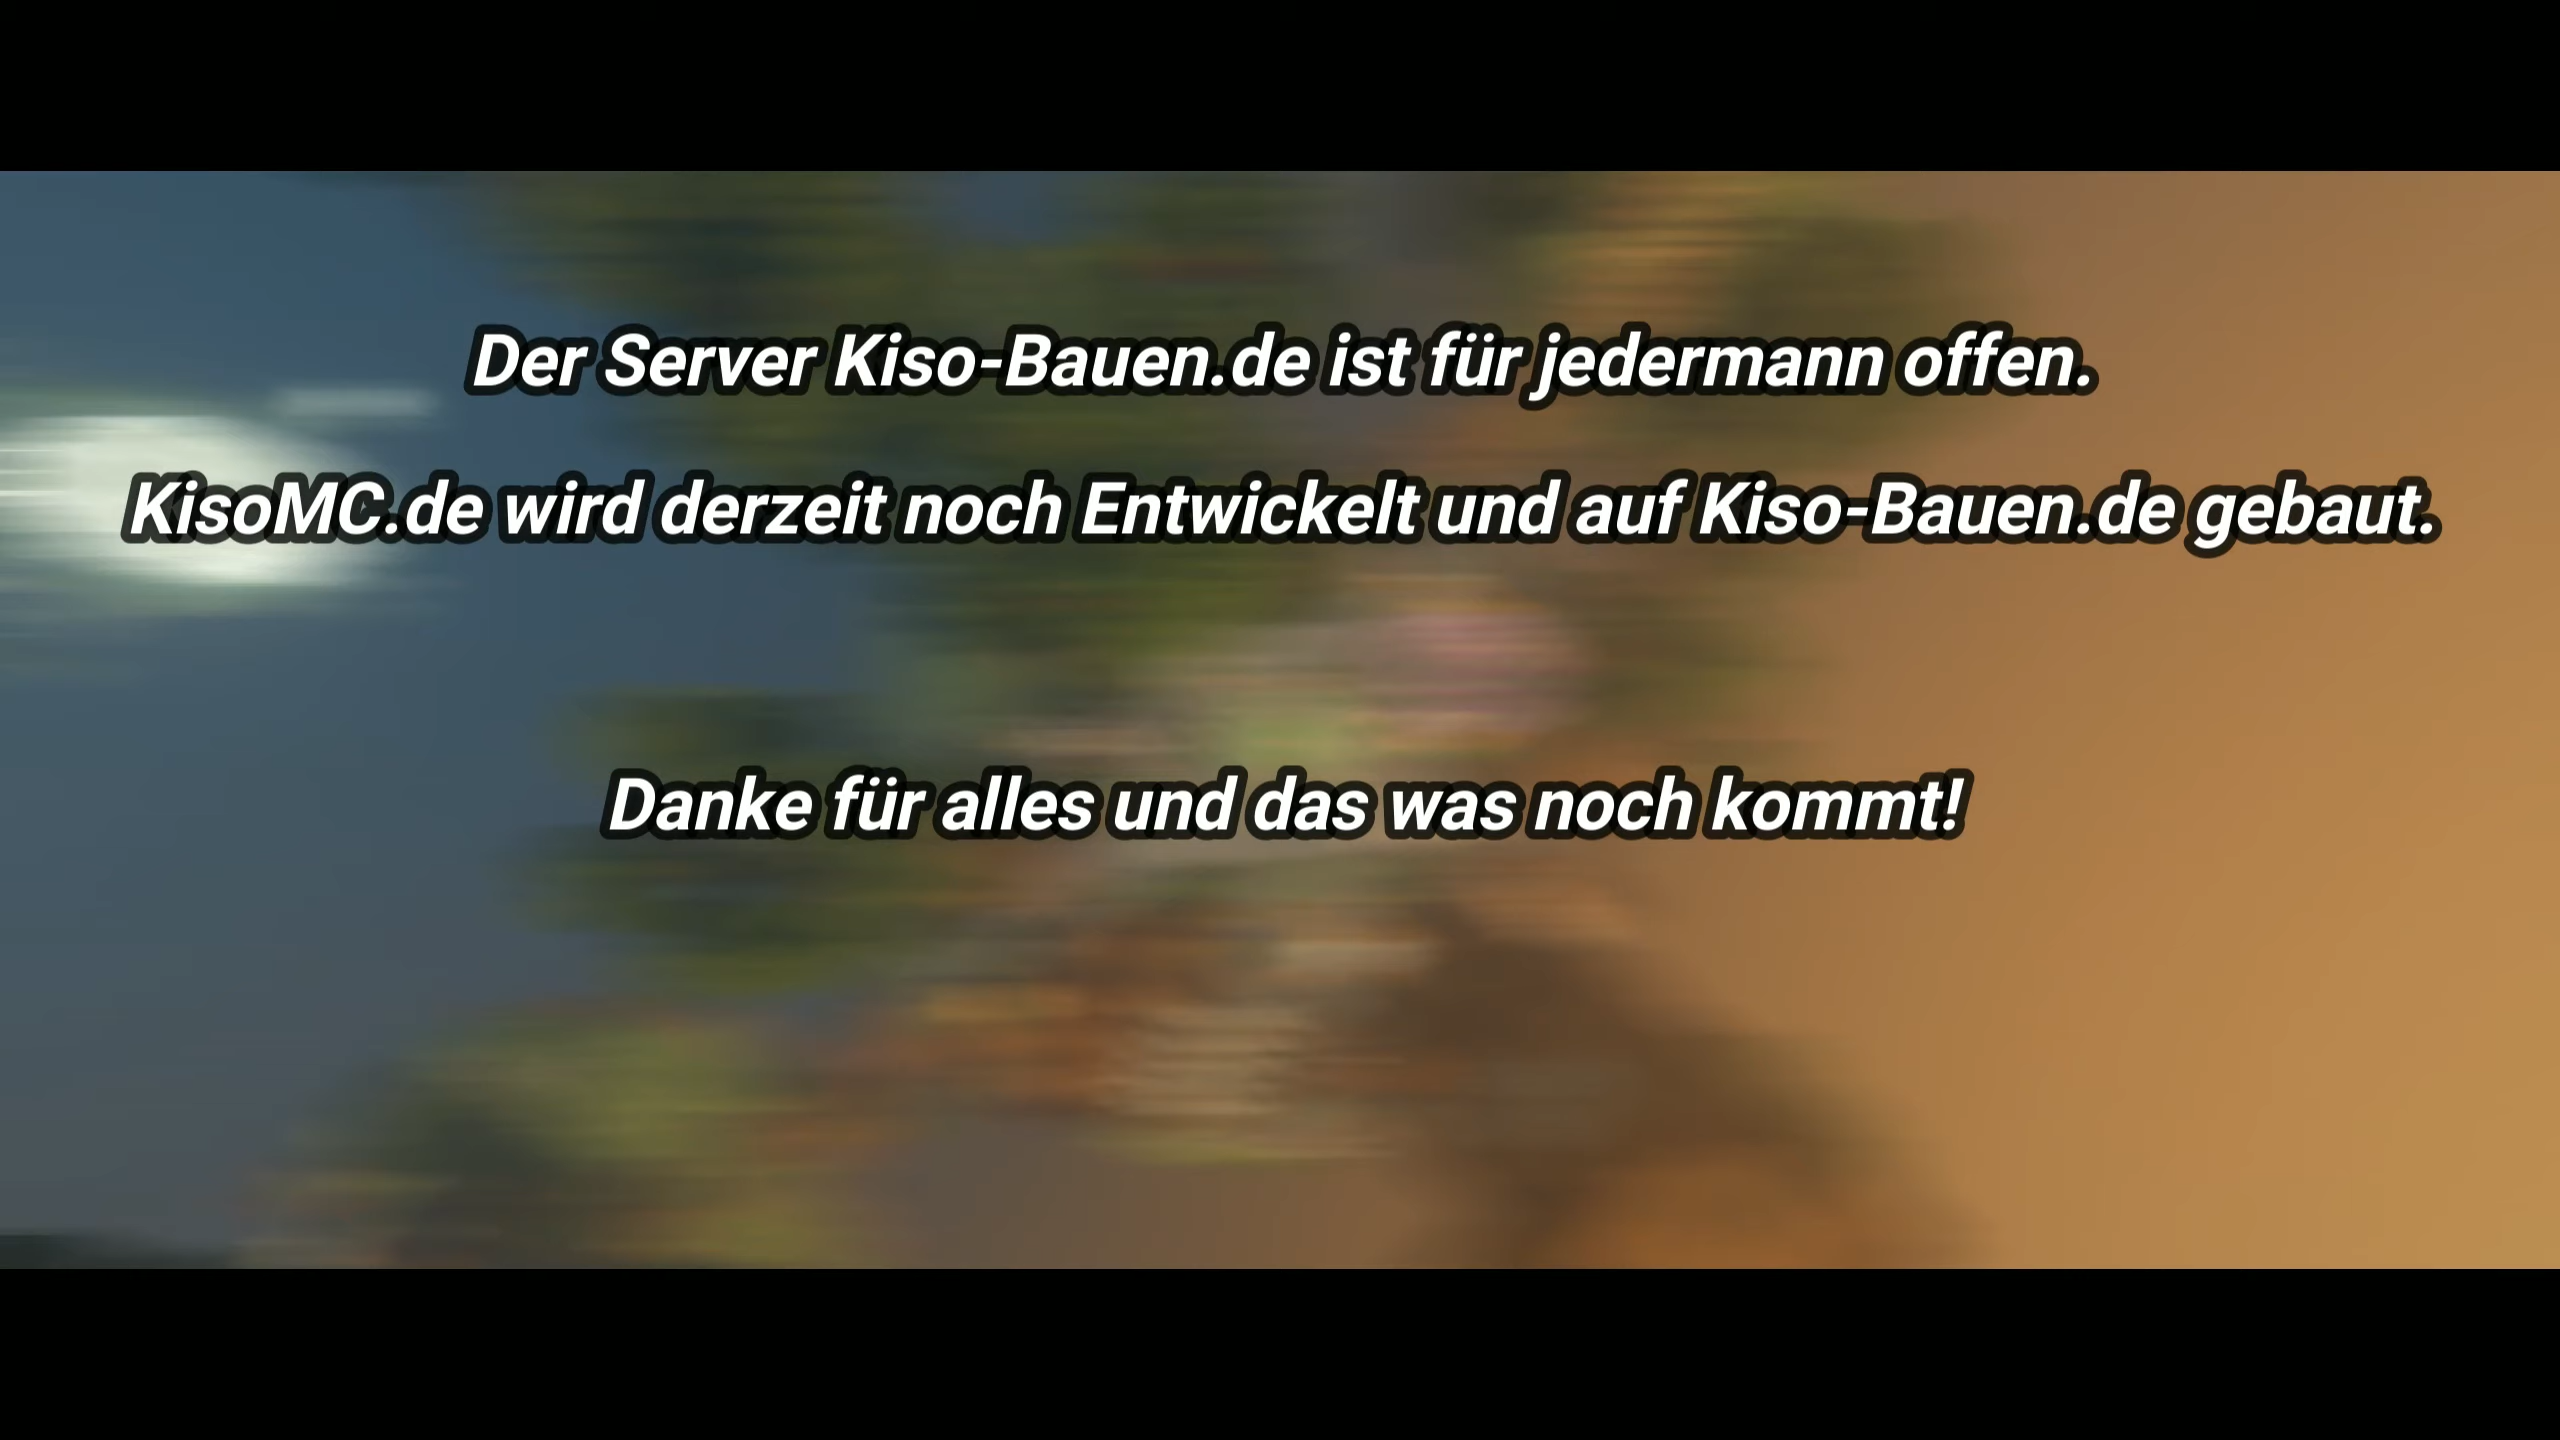 Der Server Kiso-Bauen.de ist für jedermann offen.
KisoMC.de wird derzeit noch Entwickelt und auf Kiso-Bauen.de gebaut.
Danke für alles und das was noch kommt!